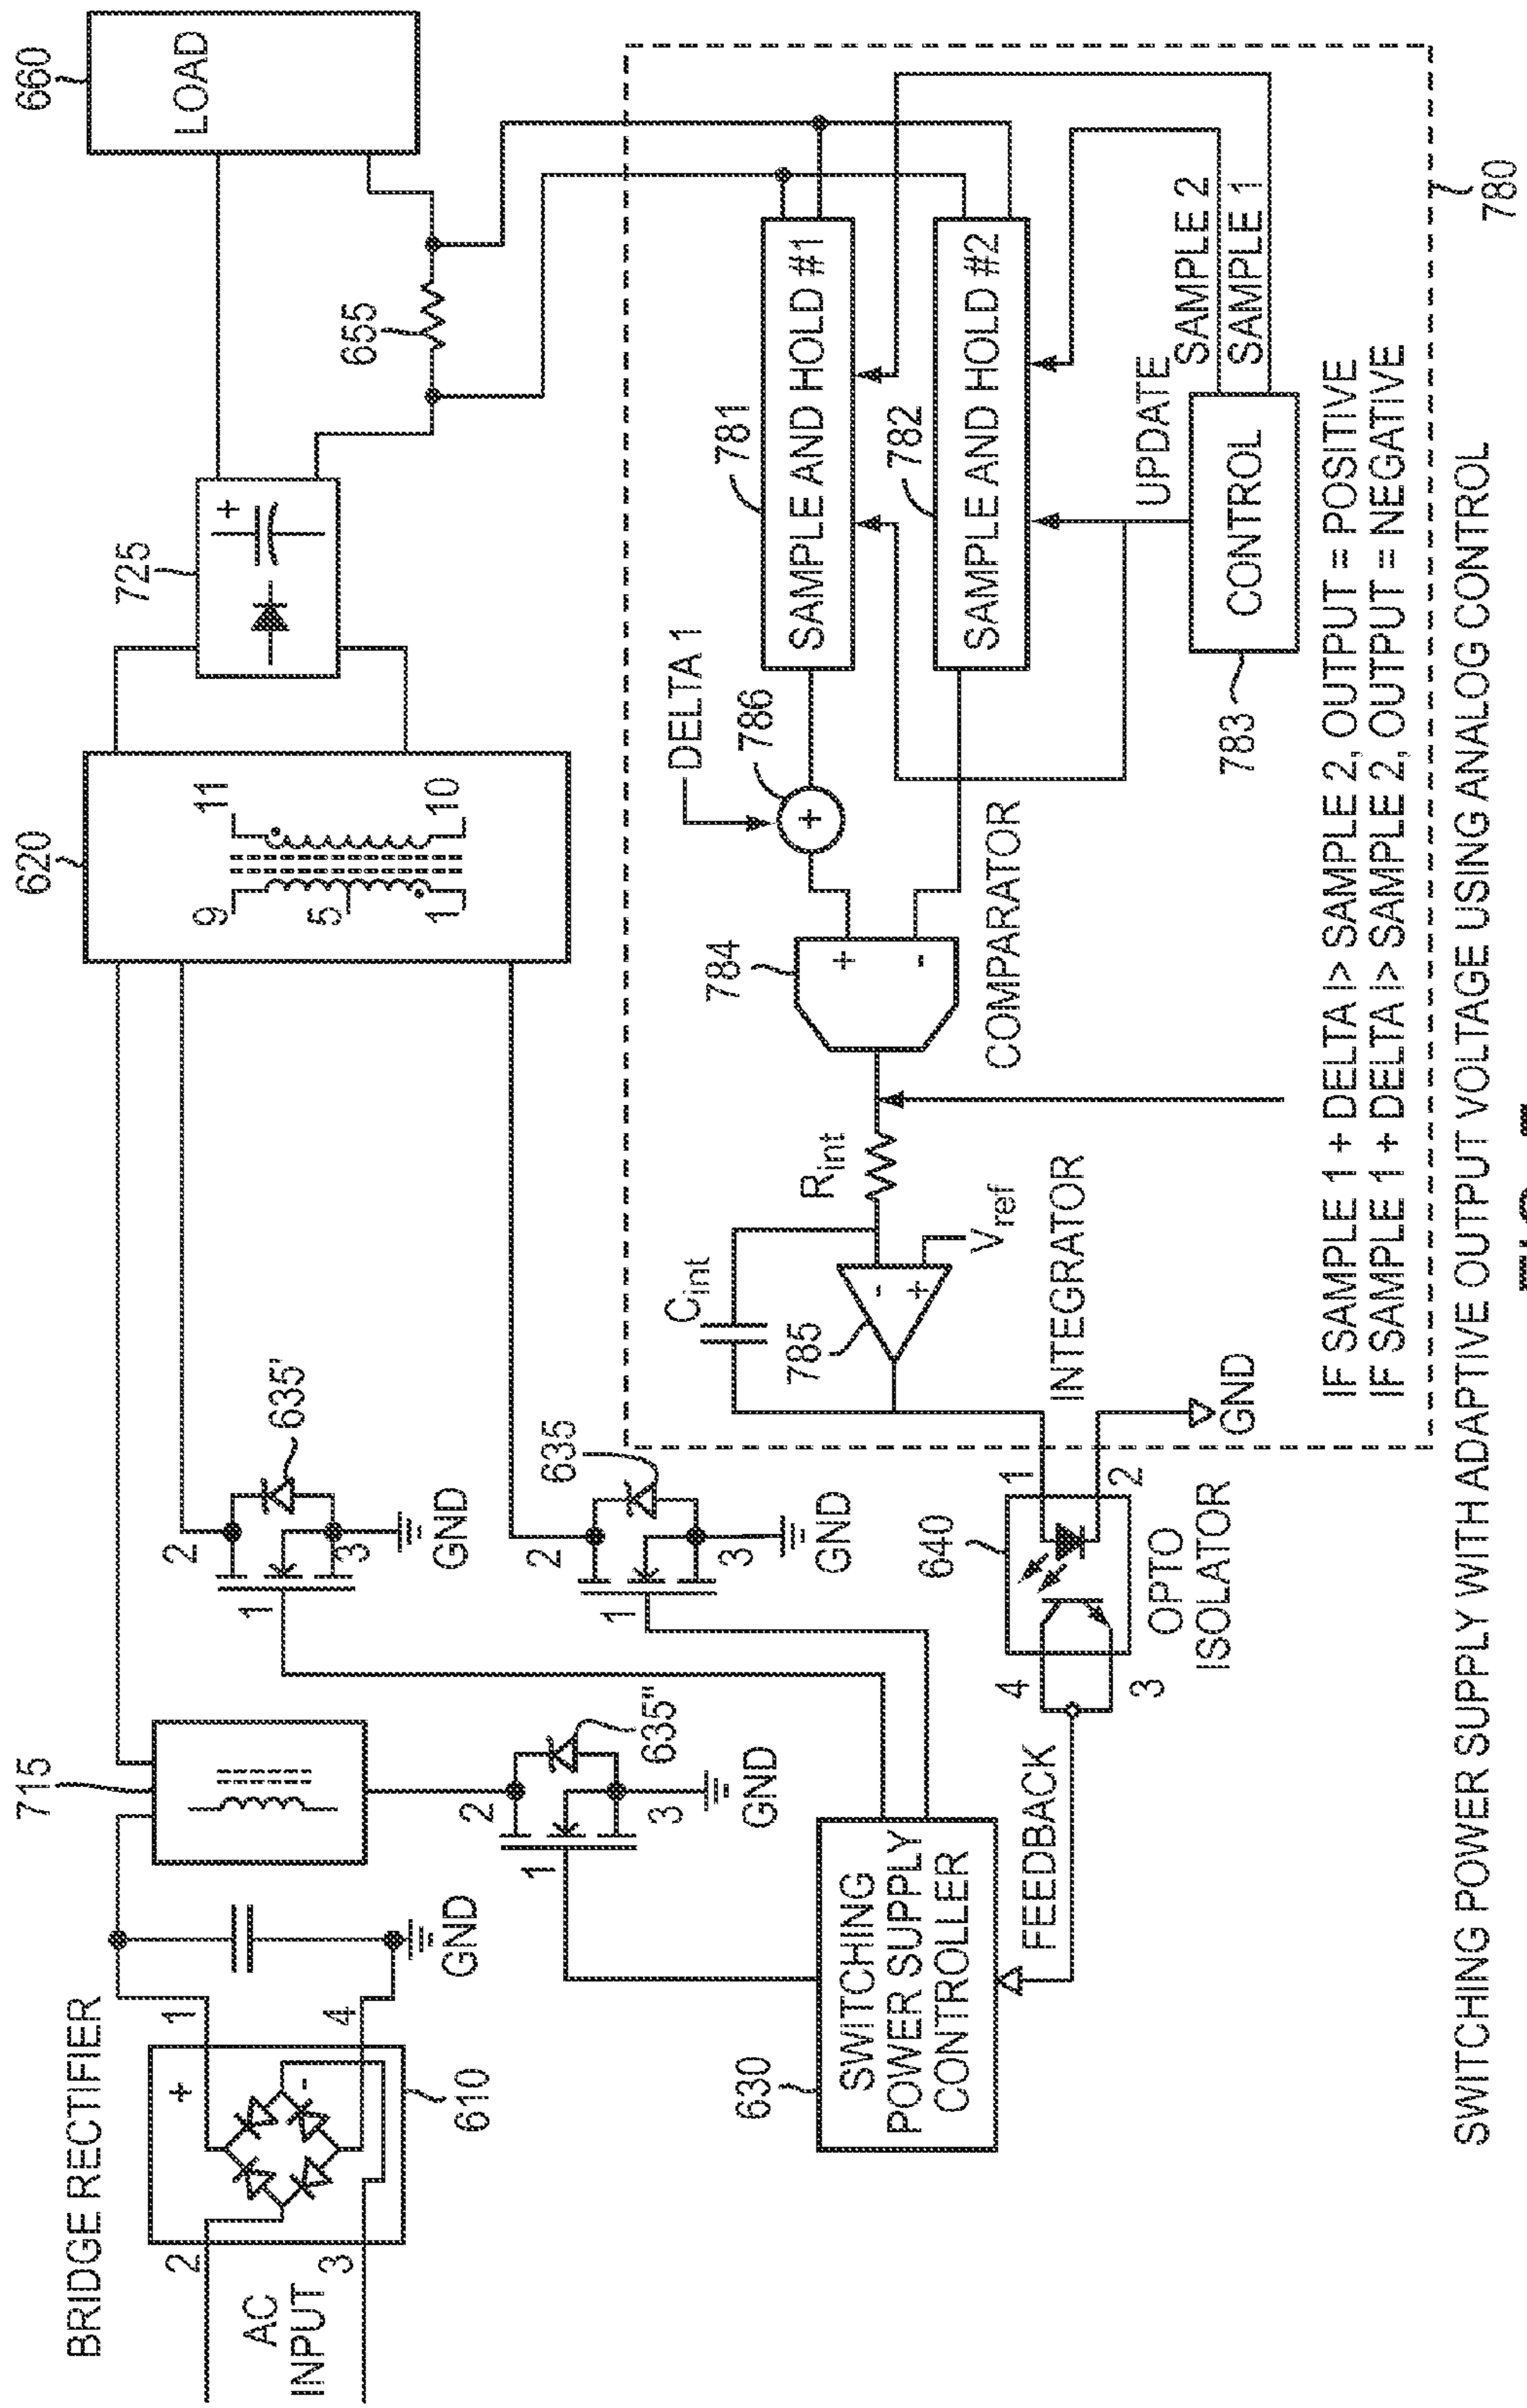 BRIDGE RECTIFIER
AC
INPUT
2
3
+
-
1
4
610
GND
715
2
1
3
635"
GND
2
1
3
635'
GND
2
1
3
635
GND
620
9
5
1
11
10
725
+
655
660
LOAD
630
SWITCHING
POWER SUPPLY
CONTROLLER
FEEDBACK
4
3
1
2
640
OPTO
ISOLATOR
GND
INTEGRATOR
785
-
+
Vref
Cint
Rint
784
+
-
COMPARATOR
DELTA 1
786
+
781
SAMPLE AND HOLD #1
782
SAMPLE AND HOLD #2
UPDATE
SAMPLE 2
SAMPLE 1
CONTROL
783
780
IF SAMPLE 1 + DELTA |> SAMPLE 2, OUTPUT = POSITIVE
IF SAMPLE 1 + DELTA |> SAMPLE 2, OUTPUT = NEGATIVE
SWITCHING POWER SUPPLY WITH ADAPTIVE OUTPUT VOLTAGE USING ANALOG CONTROL